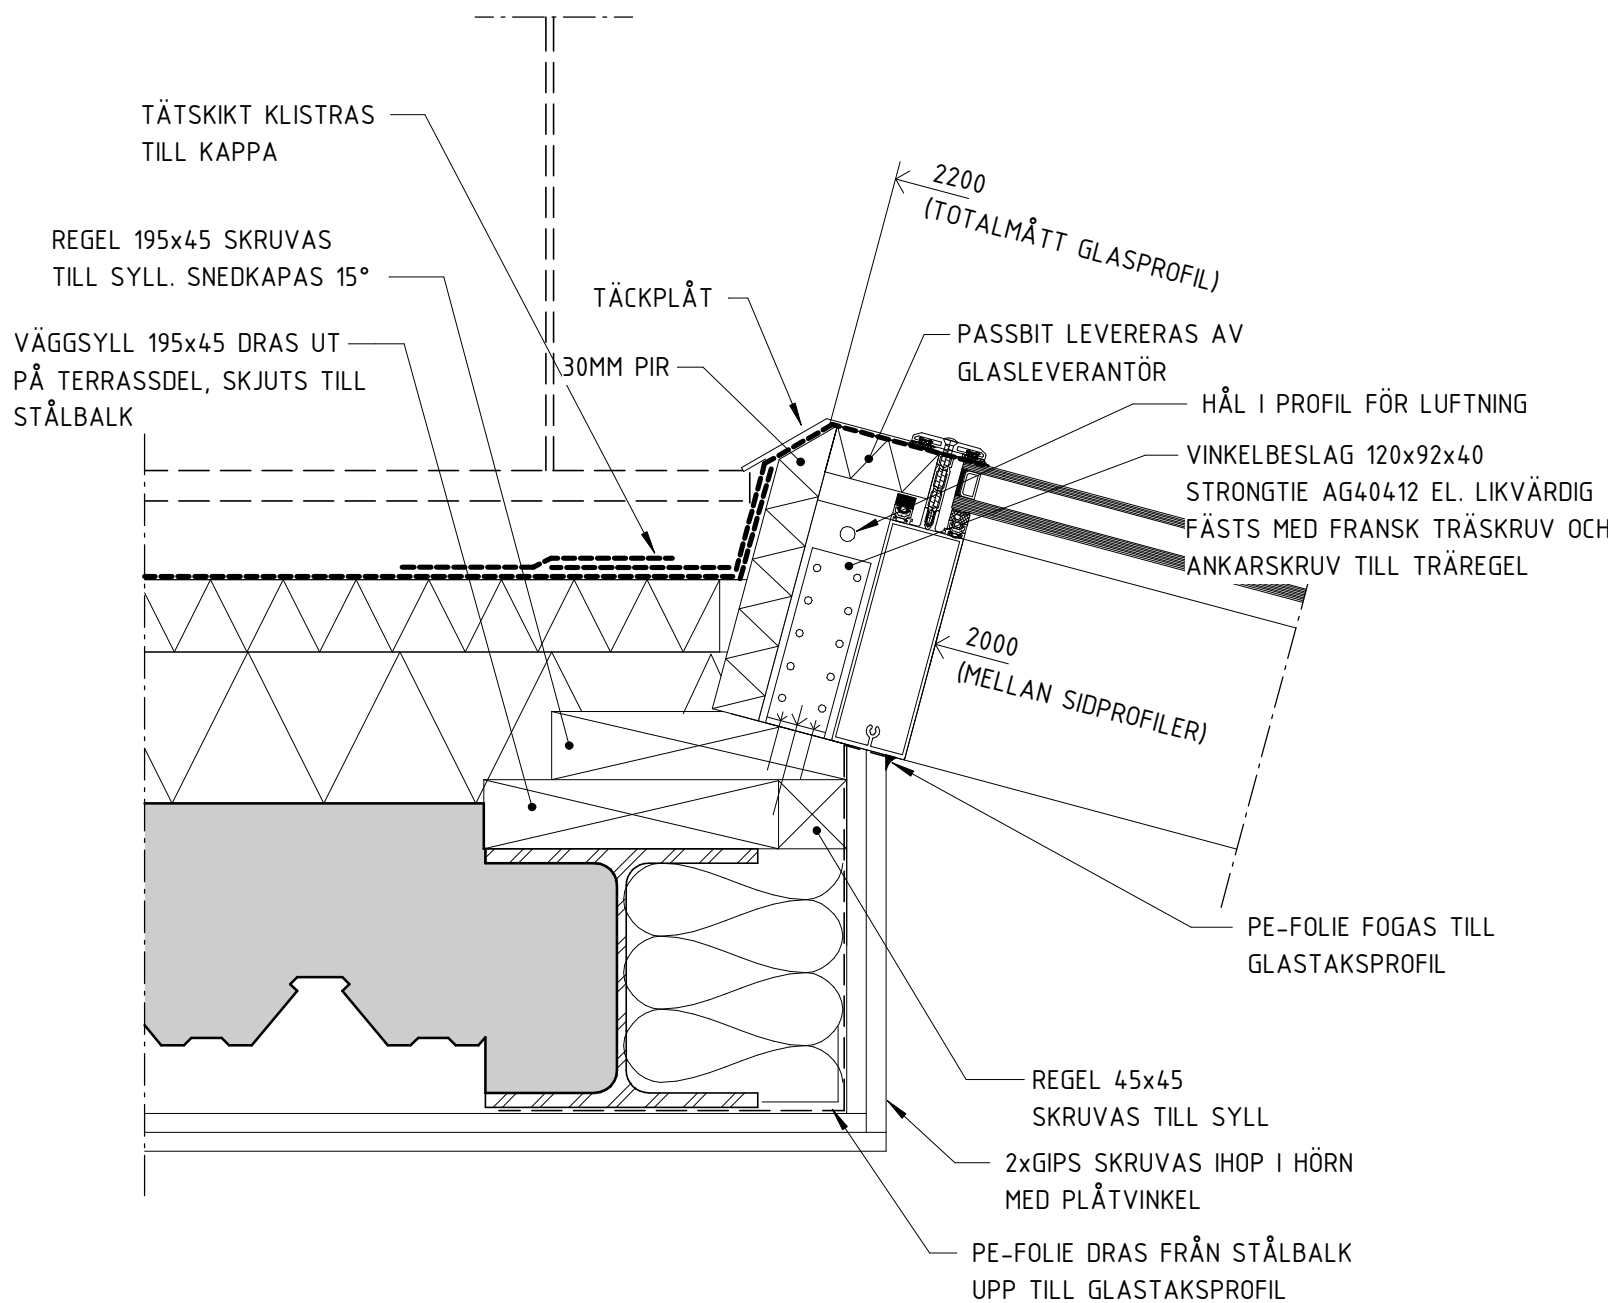 TÄTSKIKT KLISTRAS
TILL KAPPA
2200
(TOTALMÅTT GLASPROFIL)
REGEL 195x45 SKRUVAS
TILL SYLL. SNEDKAPAS 15°
TÄCKPLÅT
VÄGGSYLL 195x45 DRAS UT
PÅ TERRASSDEL, SKJUTS TILL
STÅLBALK
30MM PIR
PASSBIT LEVERERAS AV
GLASLEVERANTÖR
HÅL I PROFIL FÖR LUFTNING
VINKELBESLAG 120x92x40
STRONGTIE AG40412 EL. LIKVÄRDIG
FÄSTS MED FRANSK TRÄSKRUV OCH
ANKARSKRUV TILL TRÄREGEL
2000
(MELLAN SIDPROFILER)
PE-FOLIE FOGAS TILL
GLASTAKSPROFIL
REGEL 45x45
SKRUVAS TILL SYLL
2xGIPS SKRUVAS IHOP I HÖRN
MED PLÅTVINKEL
PE-FOLIE DRAS FRÅN STÅLBALK
UPP TILL GLASTAKSPROFIL